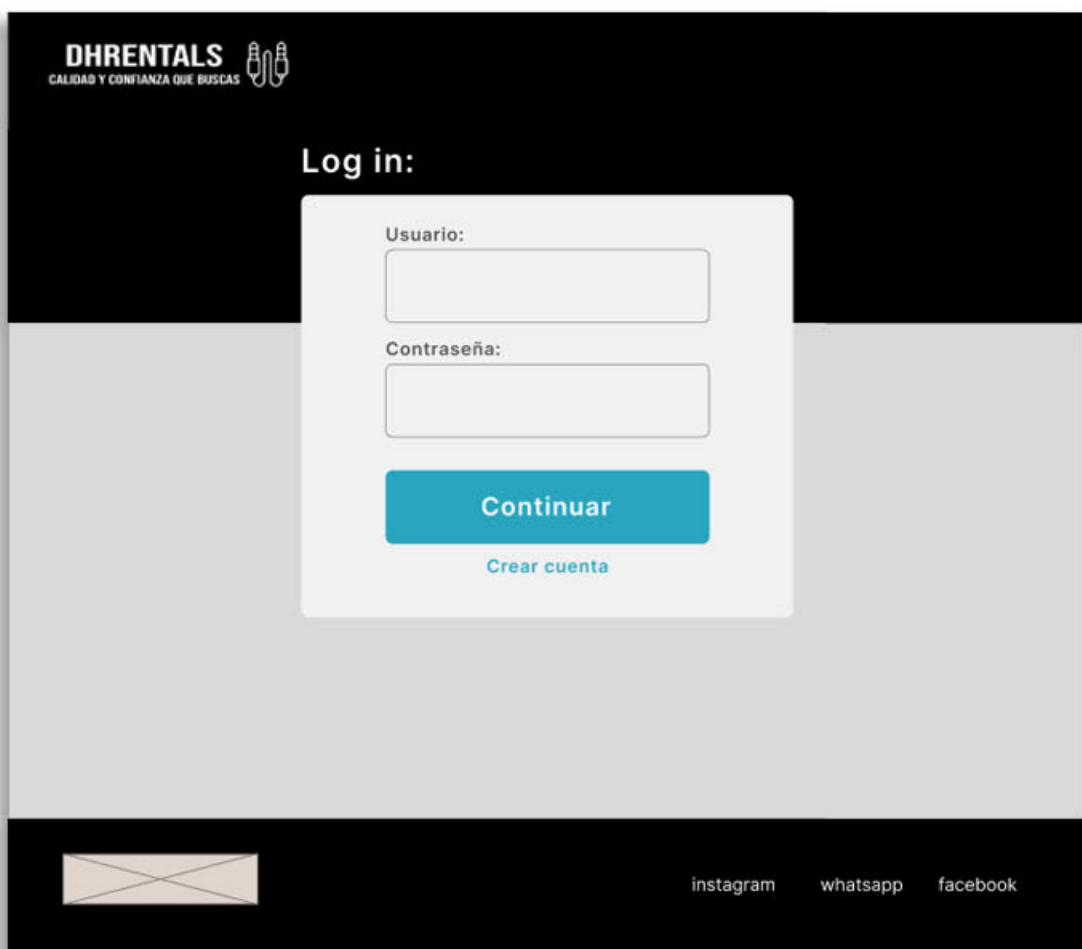 DHRENTALS
CALIDAD Y CONFIANZA QUE BUSCAS
Log in:
Usuario:
Contraseña:
Continuar
Crear cuenta
instagram whatsapp facebook